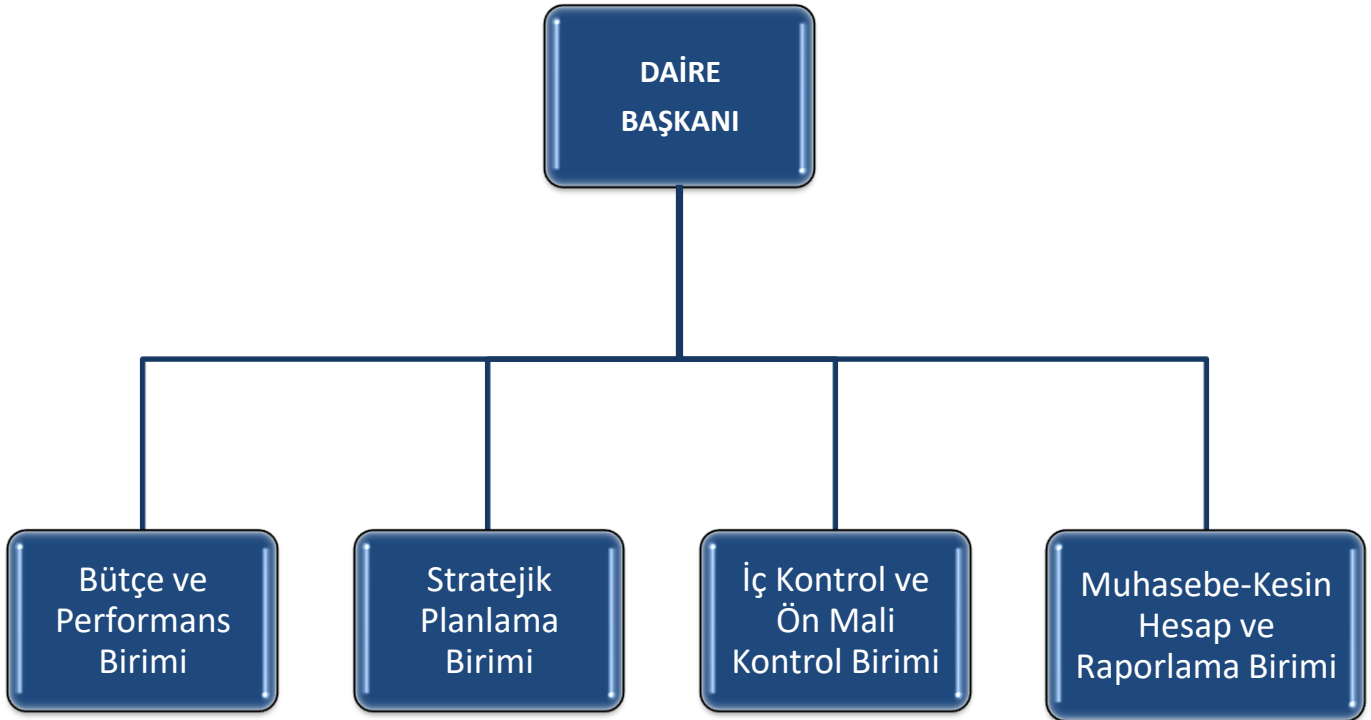 DAİRE
BAŞKANI
Bütçe ve
Performans
Birimi
Stratejik
Planlama
Birimi
İç Kontrol ve
Ön Mali
Kontrol Birimi
Muhasebe-Kesin
Hesap ve
Raporlama Birimi